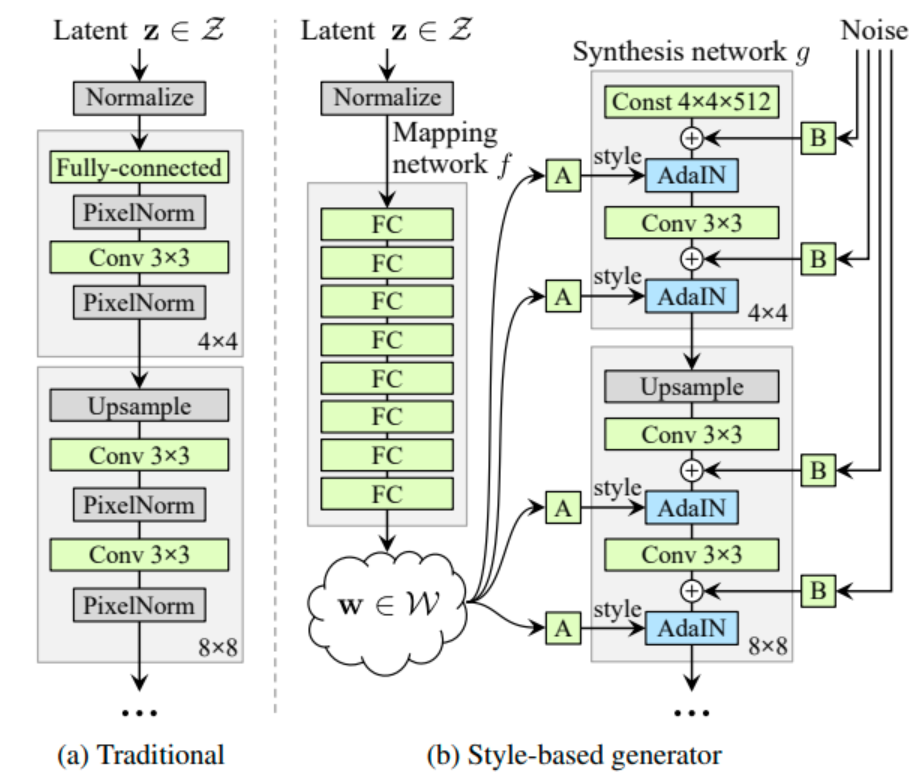 Latent z ∈ 𝒵
Normalize
Fully-connected
PixelNorm
Conv 3×3
PixelNorm
4×4
Upsample
Conv 3×3
PixelNorm
Conv 3×3
PixelNorm
8×8
...
(a) Traditional
Latent z ∈ 𝒵
Normalize
Mapping
network f
FC
FC
FC
FC
FC
FC
FC
FC
w ∈ 𝒲
A
style
A
style
A
style
A
style
Synthesis network g
Const 4×4×512
AdaIN
Conv 3×3
AdaIN
4×4
Upsample
Conv 3×3
AdaIN
Conv 3×3
AdaIN
8×8
...
Noise
B
B
B
B
(b) Style-based generator